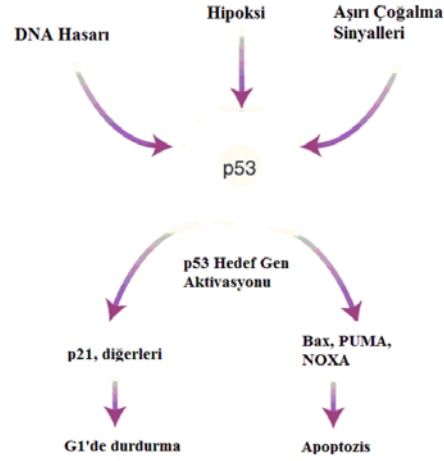 DNA Hasarı
Hipoksi
Aşırı Çoğalma
Sinyalleri
p53
p53 Hedef Gen
Aktivasyonu
p21, diğerleri
Bax, PUMA,
NOXA
G1'de durdurma
Apoptozis